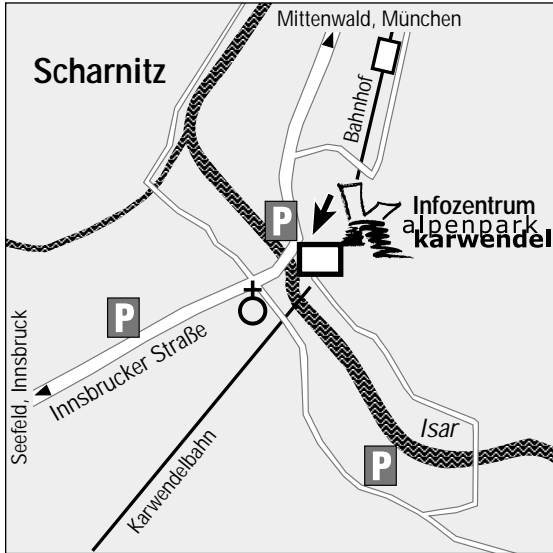 Mittenwald, München
Scharnitz
Bahnhof
Infozentrum
alpenpark
karwendel
P
P
Innsbrucker Straße
Seefeld, Innsbruck
Karwendelbahn
Isar
P